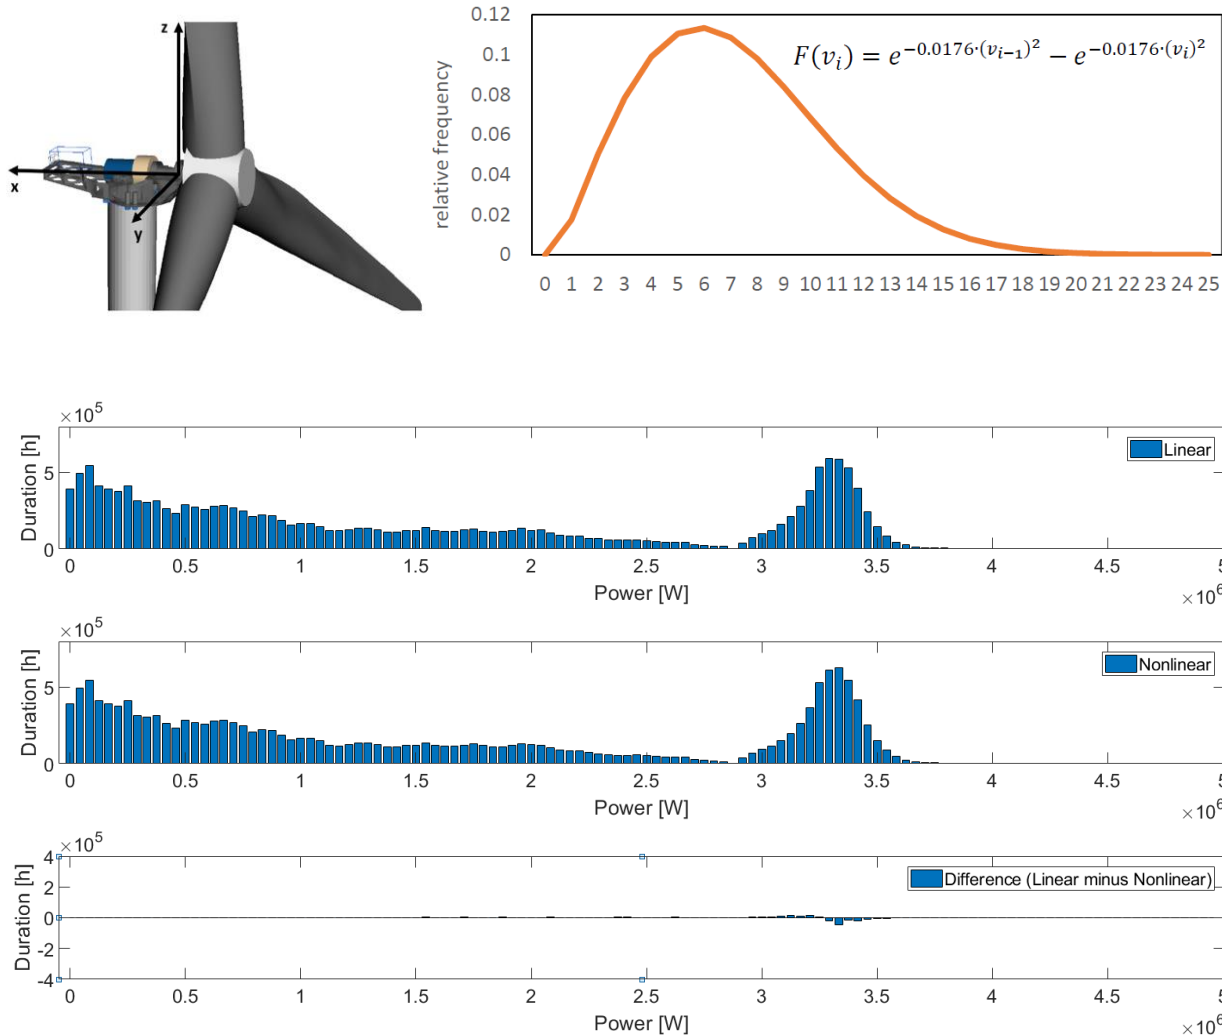 z
x
y
0.12
0.1
0.08
0.06
0.04
0.02
0
relative frequency
F(v_i) = e^{-0.0176·(v_{i-1})^2} − e^{-0.0176·(v_i)^2}
0 1 2 3 4 5 6 7 8 9 10 11 12 13 14 15 16 17 18 19 20 21 22 23 24 25
×10^5
Duration [h]
5
0
Linear
0 0.5 1 1.5 2 2.5 3 3.5 4 4.5 5
Power [W]
×10^6
×10^5
Duration [h]
5
0
Nonlinear
0 0.5 1 1.5 2 2.5 3 3.5 4 4.5 5
Power [W]
×10^6
×10^5
Duration [h]
4
2
0
-2
-4
Difference (Linear minus Nonlinear)
0 0.5 1 1.5 2 2.5 3 3.5 4 4.5 5
Power [W]
×10^6